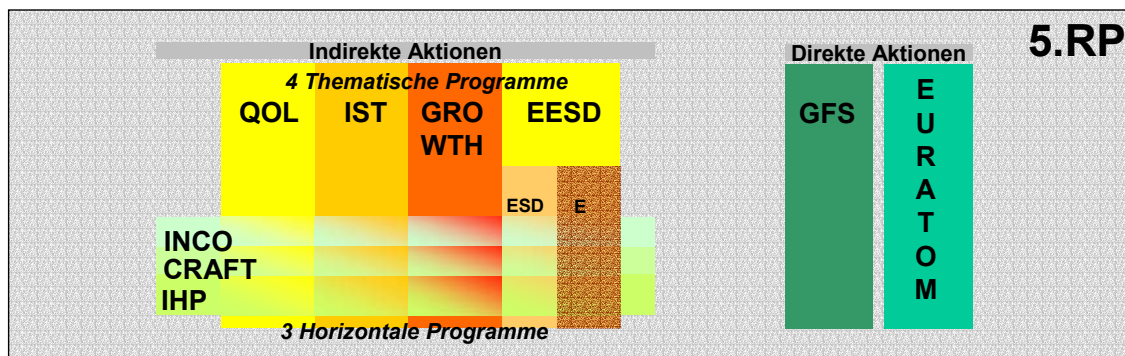 5.RP
Indirekte Aktionen
Direkte Aktionen
4 Thematische Programme
QOL IST GRO WTH EESD
GFS
EURATOM
ESD E
INCO
CRAFT
IHP
3 Horizontale Programme